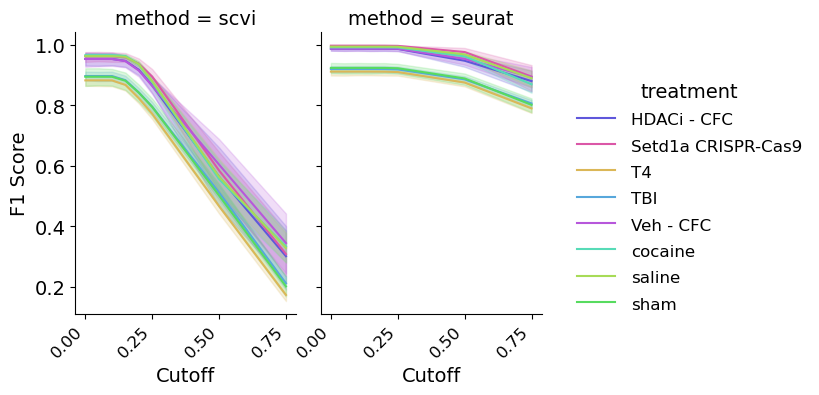 method = scvi
method = seurat
F1 Score
1.0
0.8
0.6
0.4
0.2
0.00
0.25
0.50
0.75
Cutoff
0.00
0.25
0.50
0.75
Cutoff
treatment
HDACi - CFC
Setd1a CRISPR-Cas9
T4
TBI
Veh - CFC
cocaine
saline
sham